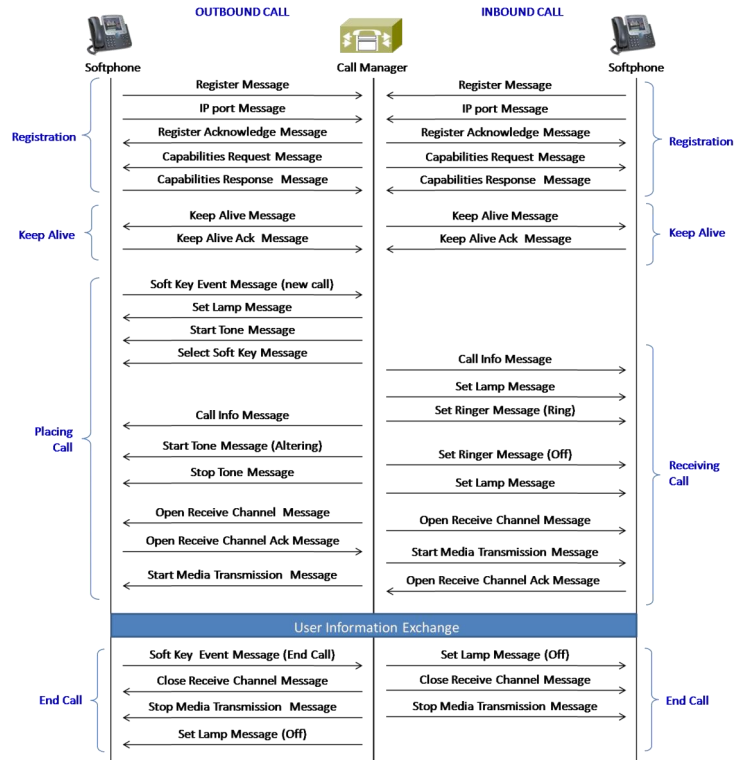 OUTBOUND CALL
INBOUND CALL
Softphone
Call Manager
Softphone
Register Message
Register Message
IP port Message
IP port Message
Registration
Register Acknowledge Message
Register Acknowledge Message
Registration
Capabilities Request Message
Capabilities Request Message
Capabilities Response Message
Capabilities Response Message
Keep Alive Message
Keep Alive Message
Keep Alive
Keep Alive Ack Message
Keep Alive Ack Message
Keep Alive
Soft Key Event Message (new call)
Set Lamp Message
Start Tone Message
Select Soft Key Message
Call Info Message
Set Lamp Message
Call Info Message
Set Ringer Message (Ring)
Placing
Call
Start Tone Message (Altering)
Set Ringer Message (Off)
Stop Tone Message
Set Lamp Message
Receiving
Call
Open Receive Channel Message
Open Receive Channel Message
Open Receive Channel Ack Message
Start Media Transmission Message
Start Media Transmission Message
Open Receive Channel Ack Message
User Information Exchange
Soft Key Event Message (End Call)
Set Lamp Message (Off)
Close Receive Channel Message
Close Receive Channel Message
End Call
Stop Media Transmission Message
Stop Media Transmission Message
End Call
Set Lamp Message (Off)